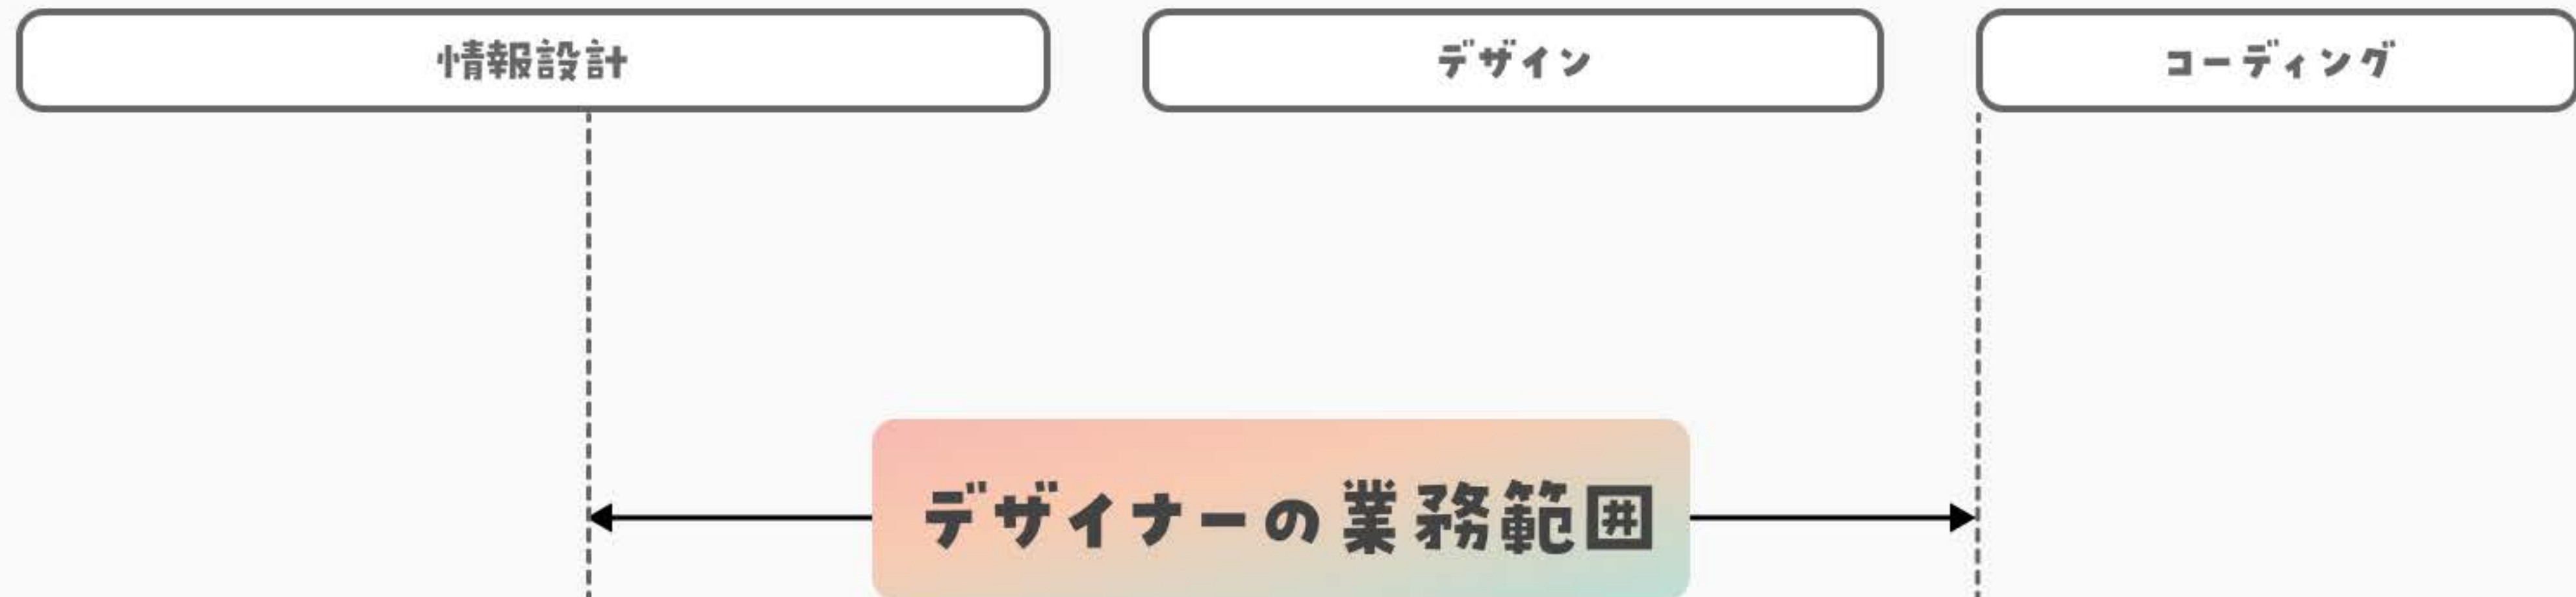 情報設計
デザイン
コーディング
デザイナーの業務範囲